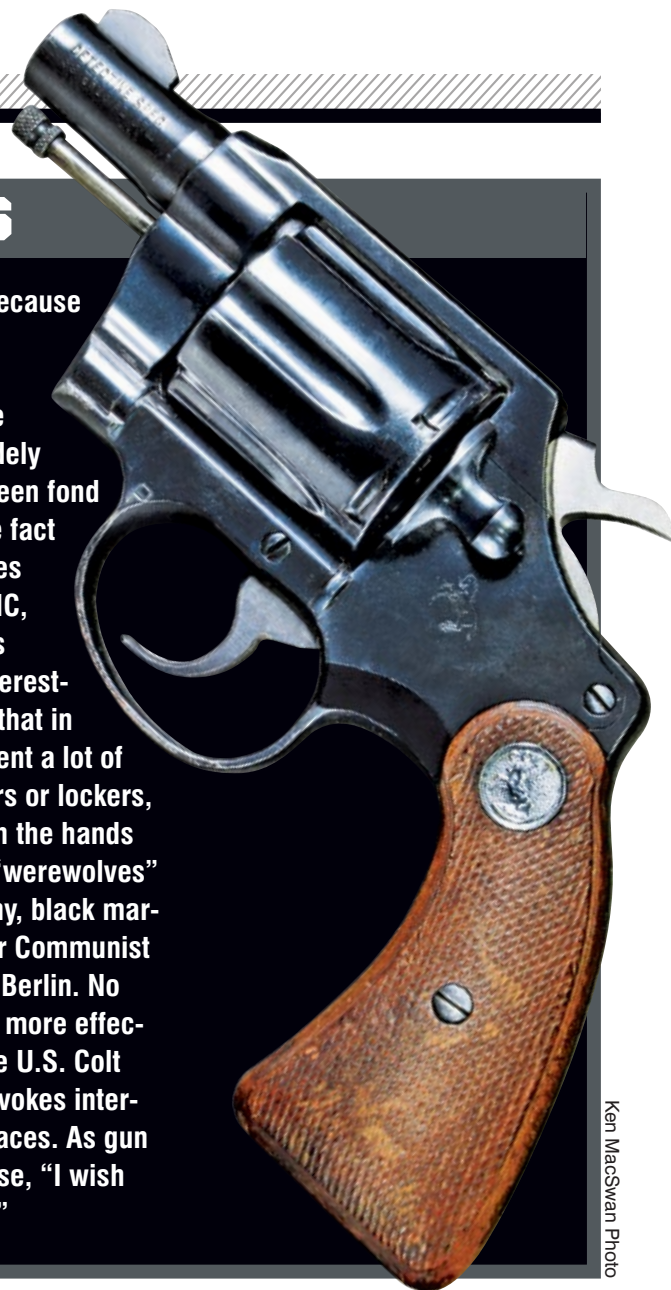 DETECTIVE SPEC
S
ecause
e
dely
een fond
e fact
es
IC,
s
erest-
that in
ent a lot of
rs or lockers,
n the hands
“werewolves”
ny, black mar-
r Communist
Berlin. No
more effec-
e U.S. Colt
vokes inter-
aces. As gun
se, “I wish
”
Ken MacSwan Photo